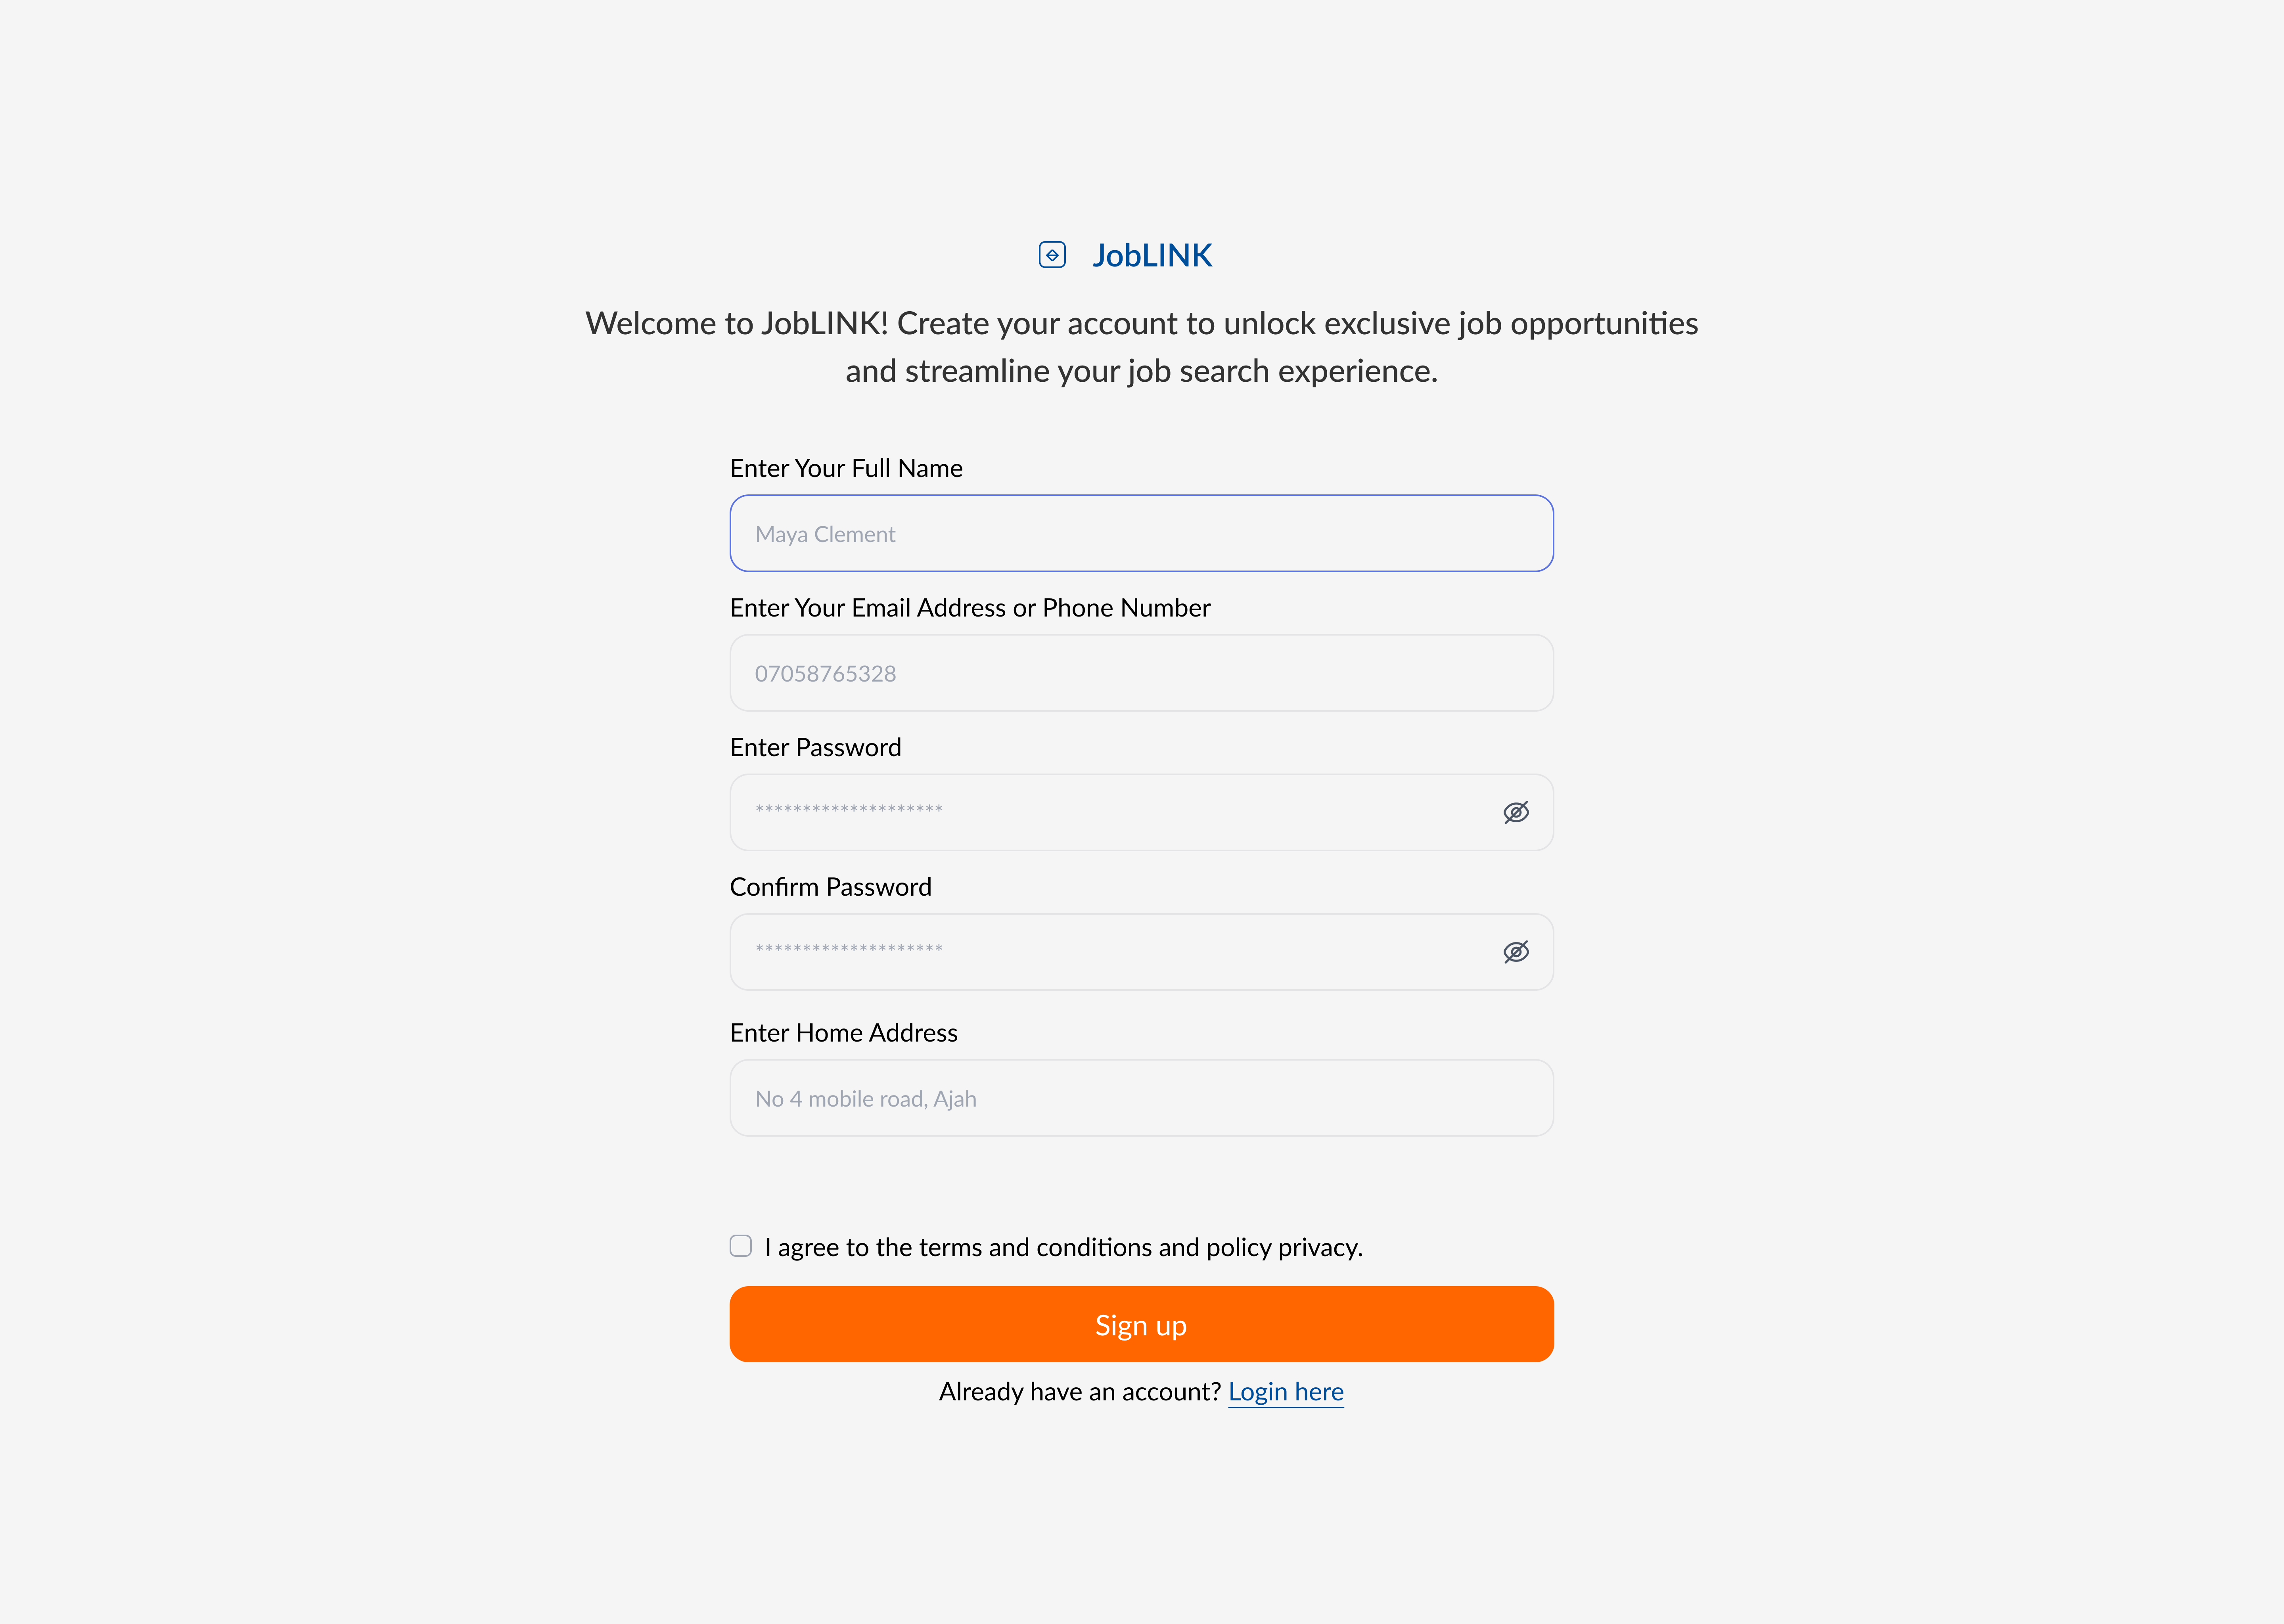 JobLINK
Welcome to JobLINK! Create your account to unlock exclusive job opportunities
and streamline your job search experience.
Enter Your Full Name
Maya Clement
Enter Your Email Address or Phone Number
07058765328
Enter Password
********************
Confirm Password
********************
Enter Home Address
No 4 mobile road, Ajah
I agree to the terms and conditions and policy privacy.
Sign up
Already have an account? Login here